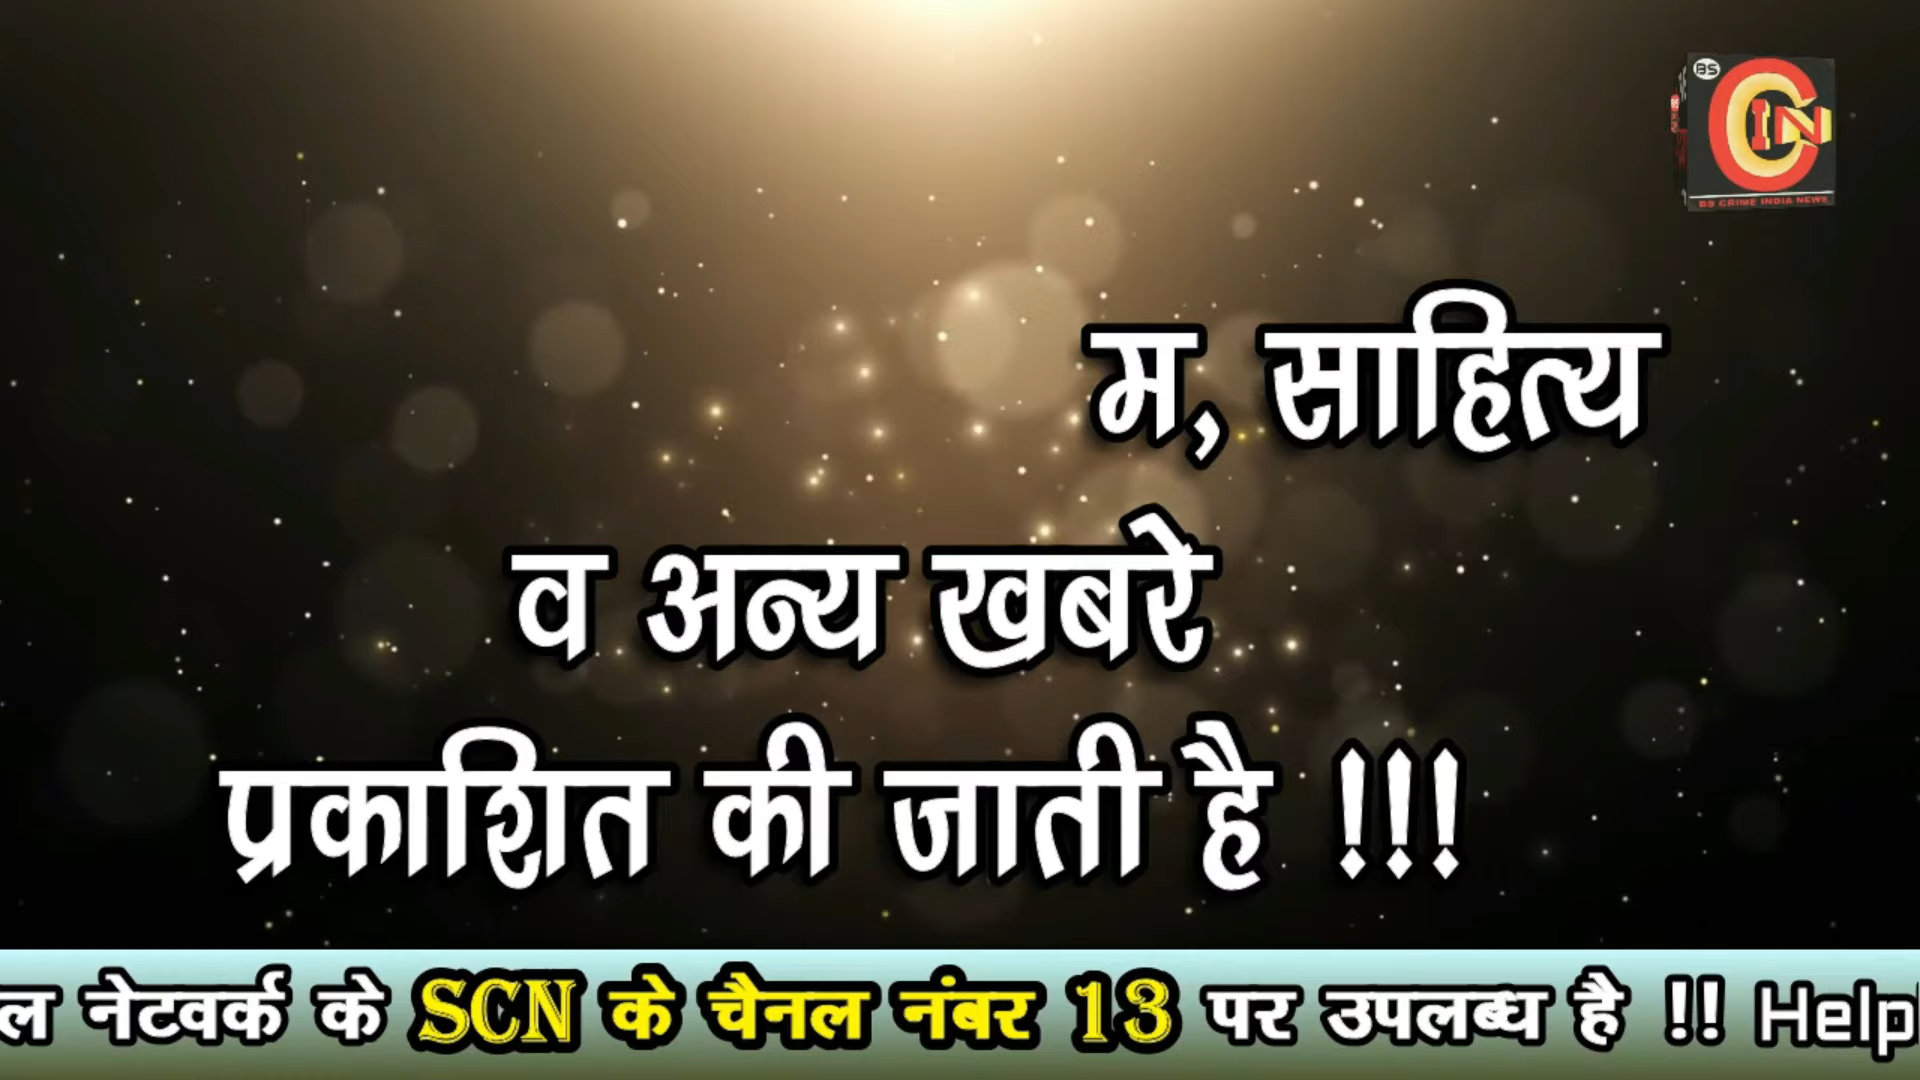 BS
C IN
BS CRIME INDIA NEWS
म, साहित्य
व अन्य खबरे
प्रकाशित की जाती है !!!
ल नेटवर्क के SCN के चैनल नंबर 13 पर उपलब्ध है !! Help